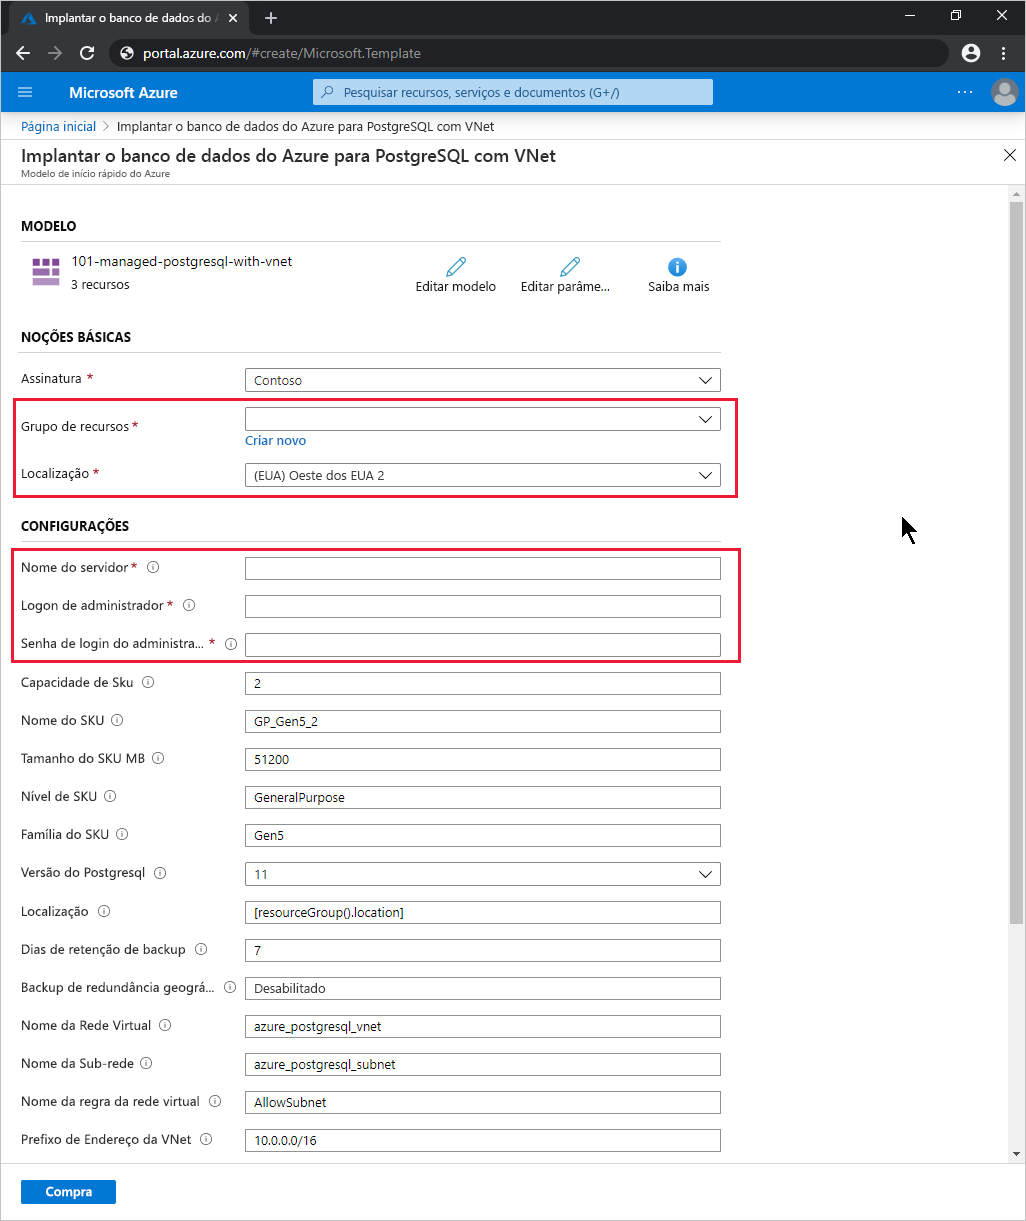 Implantar o banco de dados do A
portal.azure.com/#create/Microsoft.Template
Microsoft Azure
Pesquisar recursos, serviços e documentos (G+/)
Página inicial > Implantar o banco de dados do Azure para PostgreSQL com VNet
Implantar o banco de dados do Azure para PostgreSQL com VNet
Modelo de início rápido do Azure
MODELO
101-managed-postgresql-with-vnet
3 recursos
Editar modelo
Editar parâme...
Saiba mais
NOÇÕES BÁSICAS
Assinatura * Contoso
Grupo de recursos *
Criar novo
Localização * (EUA) Oeste dos EUA 2
CONFIGURAÇÕES
Nome do servidor *
Logon de administrador *
Senha de login do administra... *
Capacidade de Sku 2
Nome do SKU GP_Gen5_2
Tamanho do SKU MB 51200
Nível de SKU GeneralPurpose
Família do SKU Gen5
Versão do Postgresql 11
Localização [resourceGroup().location]
Dias de retenção de backup 7
Backup de redundância geográ... Desabilitado
Nome da Rede Virtual azure_postgresql_vnet
Nome da Sub-rede azure_postgresql_subnet
Nome da regra da rede virtual AllowSubnet
Prefixo de Endereço da VNet 10.0.0.0/16
Compra